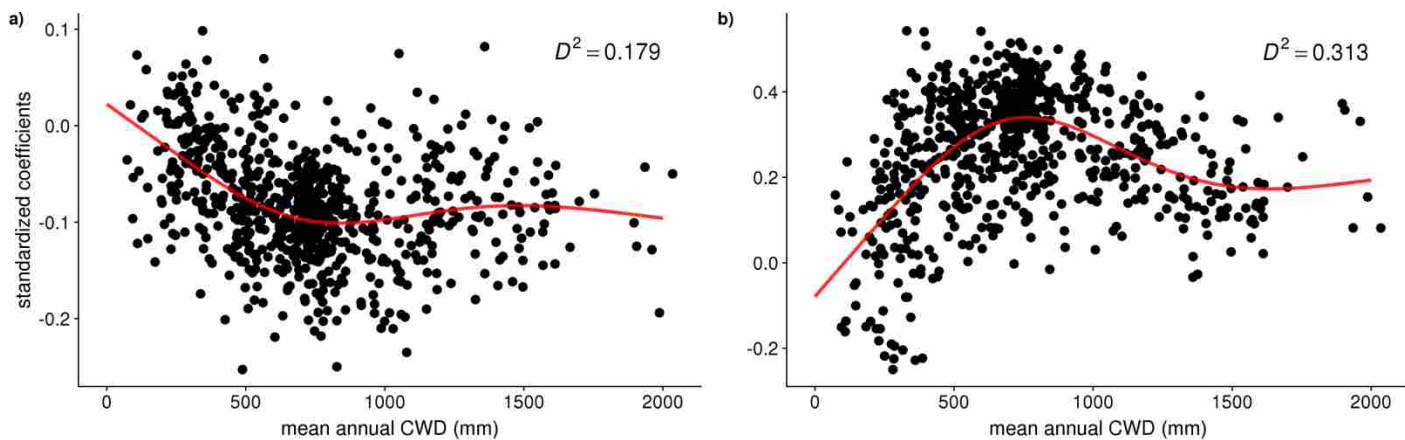 a)
b)
D² = 0.179
D² = 0.313
standardized coefficients
0.1
0.0
-0.1
-0.2
0.4
0.2
0.0
-0.2
0 500 1000 1500 2000
0 500 1000 1500 2000
mean annual CWD (mm)
mean annual CWD (mm)